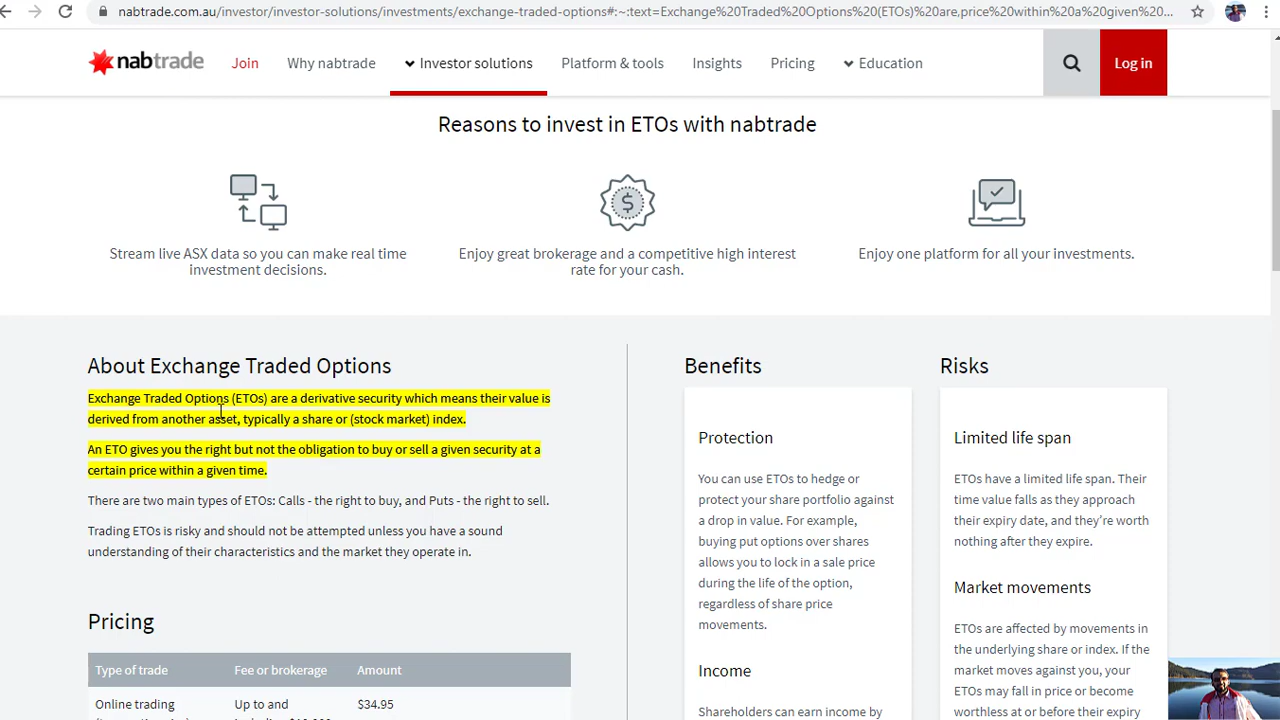 nabtrade.com.au/investor/investor-solutions/investments/exchange-traded-options#:~:text=Exchange%20Traded%20Options%20(ETOs)%20are,price%20within%20a%20given%20...
nabtrade
Join
Why nabtrade
Investor solutions
Platform & tools
Insights
Pricing
Education
Log in
Reasons to invest in ETOs with nabtrade
$
Stream live ASX data so you can make real time
investment decisions.
Enjoy great brokerage and a competitive high interest
rate for your cash.
Enjoy one platform for all your investments.
About Exchange Traded Options
Exchange Traded Options (ETOs) are a derivative security which means their value is
derived from another asset, typically a share or (stock market) index.
An ETO gives you the right but not the obligation to buy or sell a given security at a
certain price within a given time.
There are two main types of ETOs: Calls - the right to buy, and Puts - the right to sell.
Trading ETOs is risky and should not be attempted unless you have a sound
understanding of their characteristics and the market they operate in.
Pricing
Type of trade
Fee or brokerage
Amount
Online trading
Up to and
$34.95
Benefits
Protection
You can use ETOs to hedge or
protect your share portfolio against
a drop in value. For example,
buying put options over shares
allows you to lock in a sale price
during the life of the option,
regardless of share price
movements.
Income
Shareholders can earn income by
Risks
Limited life span
ETOs have a limited life span. Their
time value falls as they approach
their expiry date, and they're worth
nothing after they expire.
Market movements
ETOs are affected by movements in
the underlying share or index. If the
market moves against you, your
ETOs may fall in price or become
worthless at or before their expiry